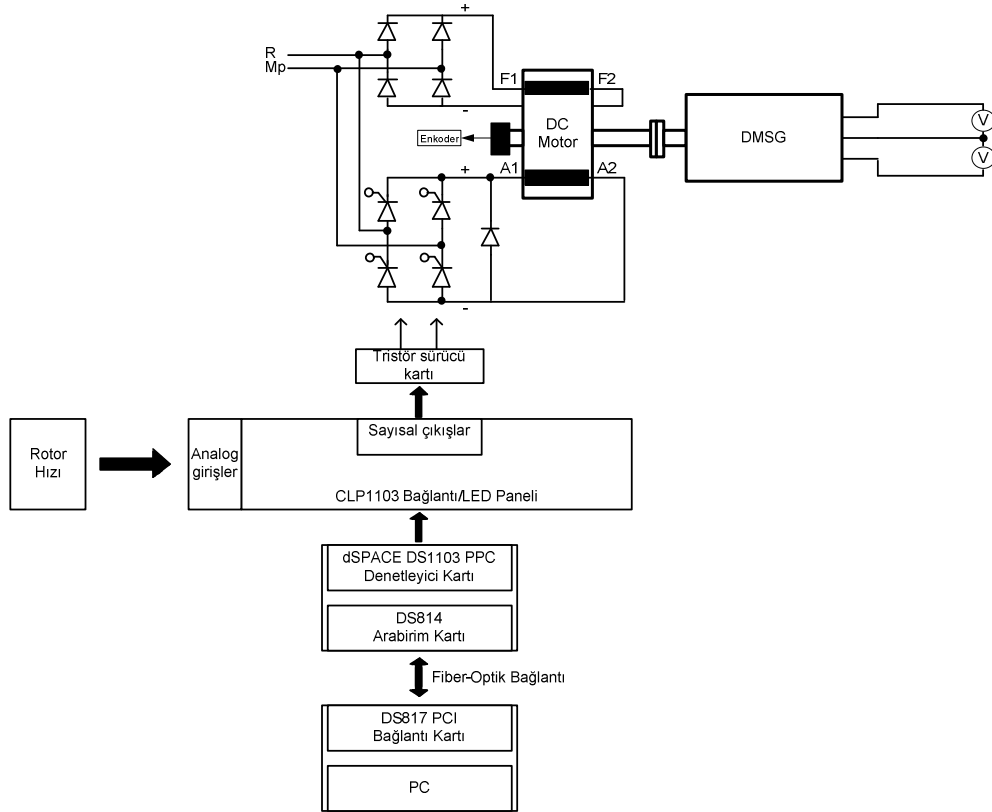 +
R
Mp
F1
F2
-
DC
Motor
DMSG
V
V
Enkoder
+
A1
A2
-
Tristör sürücü
kartı
Sayısal çıkışlar
Rotor
Hızı
Analog
girişler
CLP1103 Bağlantı/LED Paneli
dSPACE DS1103 PPC
Denetleyici Kartı
DS814
Arabirim Kartı
Fiber-Optik Bağlantı
DS817 PCI
Bağlantı Kartı
PC